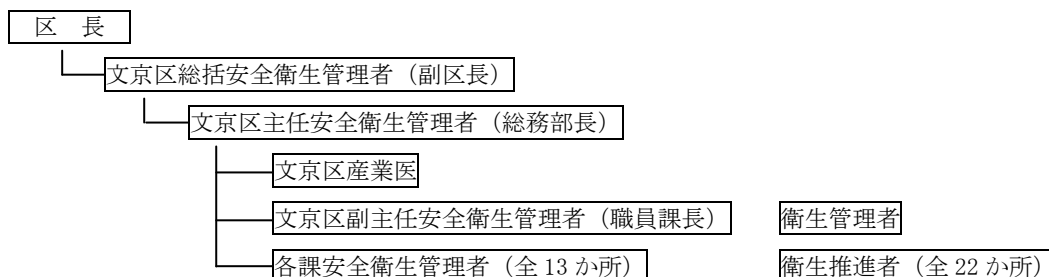 区 長
文京区総括安全衛生管理者（副区長）
文京区主任安全衛生管理者（総務部長）
文京区産業医
文京区副主任安全衛生管理者（職員課長） 衛生管理者
各課安全衛生管理者（全 13 か所） 衛生推進者（全 22 か所）